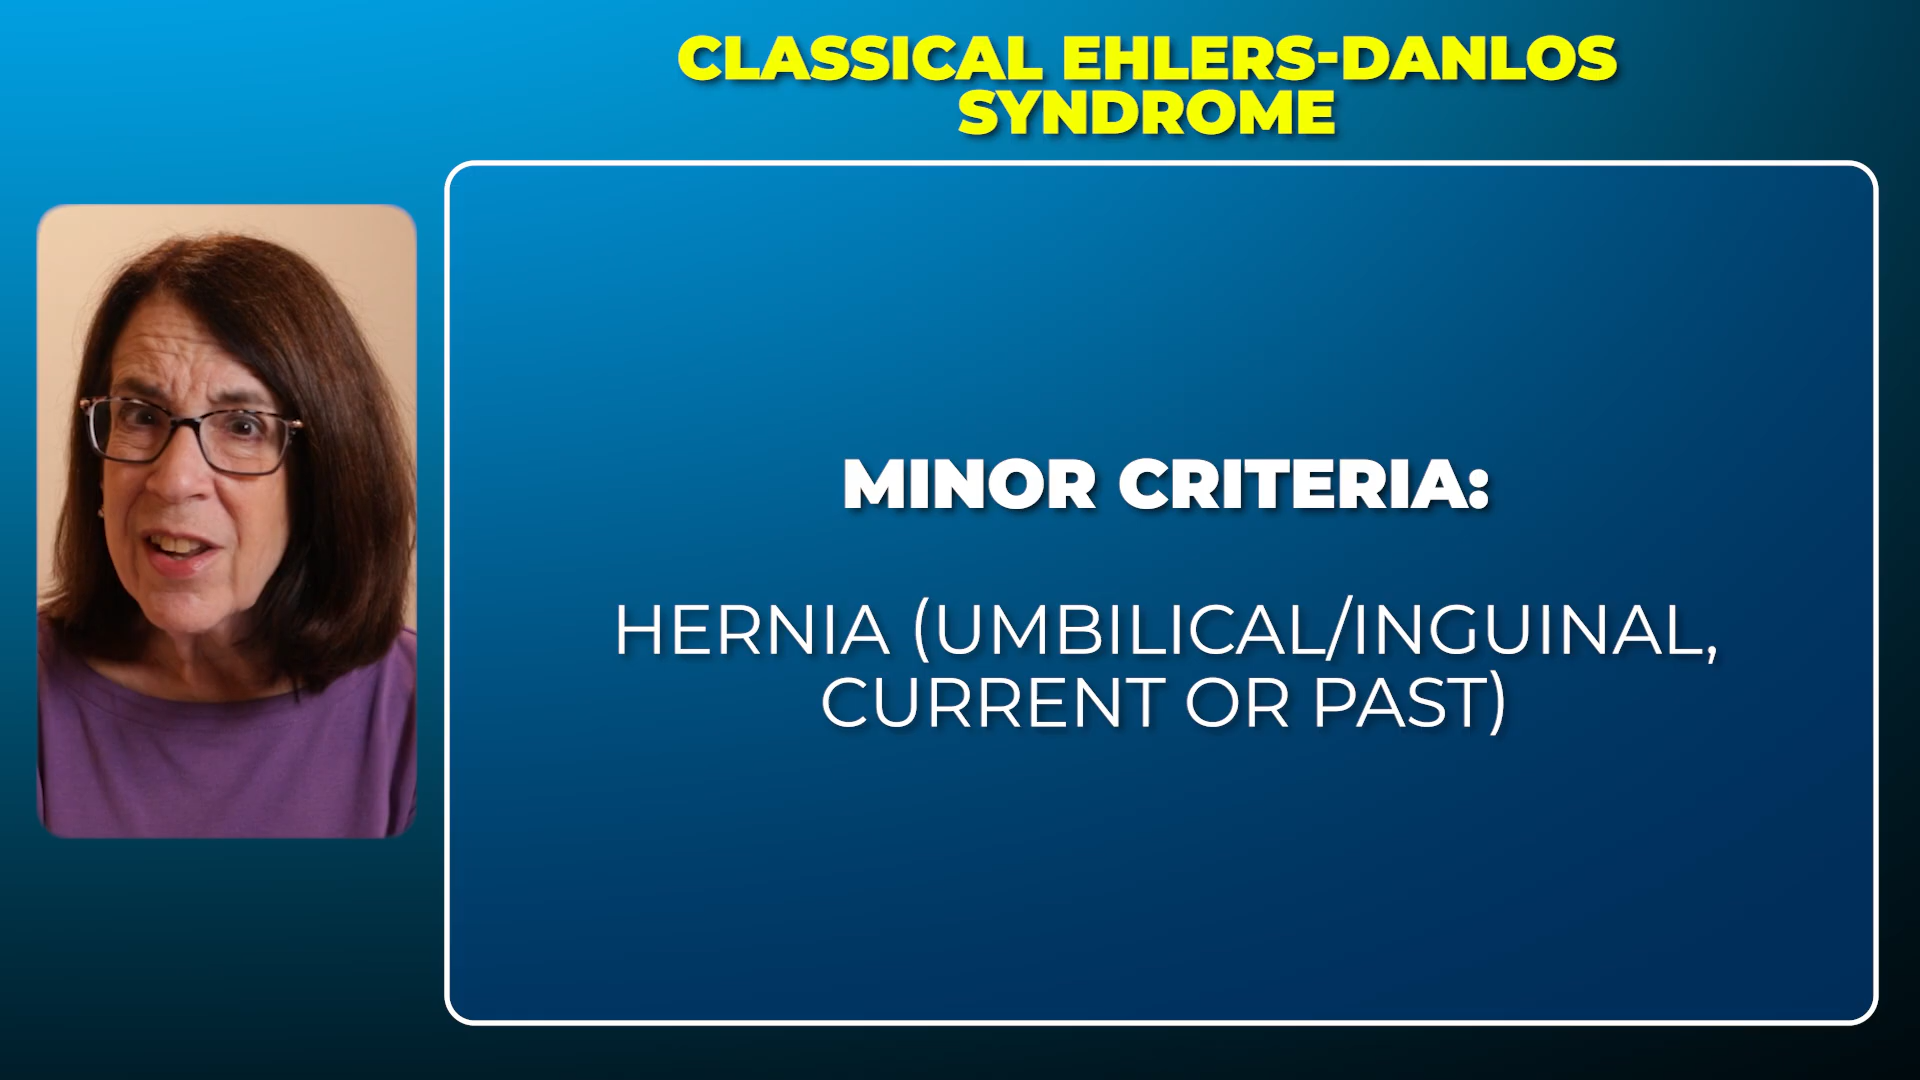 CLASSICAL EHLERS-DANLOS
SYNDROME
MINOR CRITERIA:
HERNIA (UMBILICAL/INGUINAL,
CURRENT OR PAST)